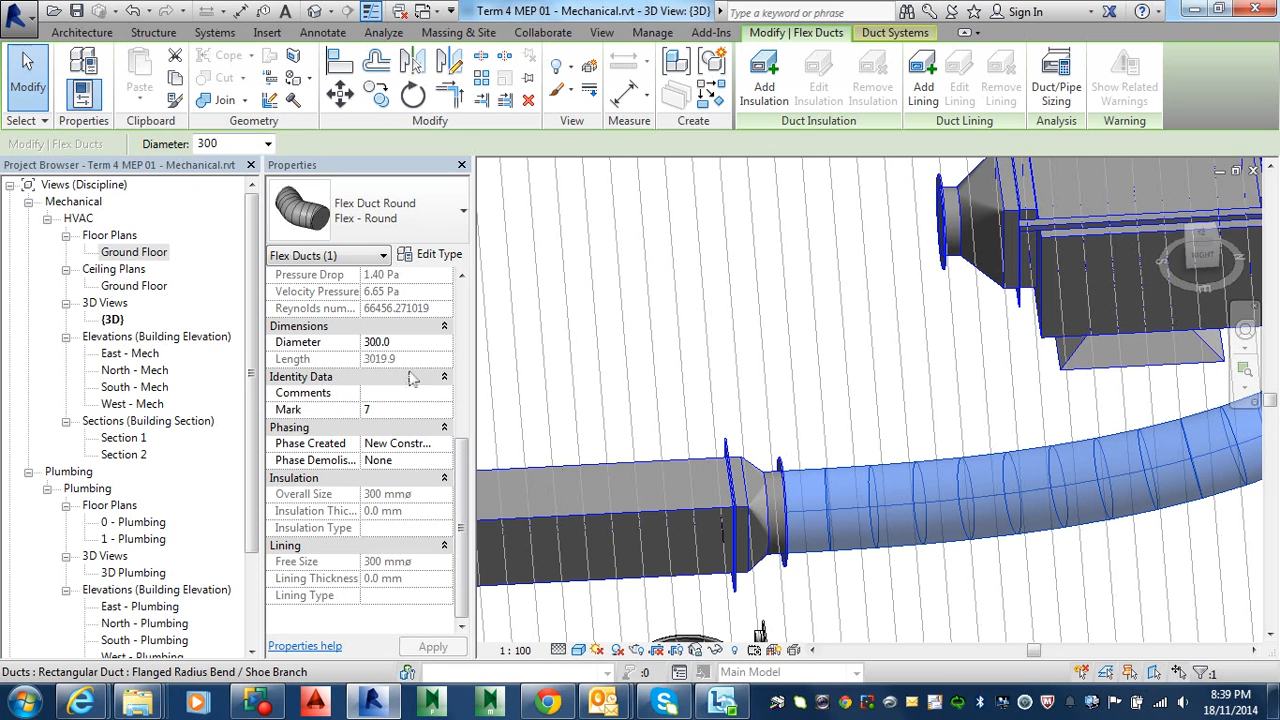 Term 4 MEP 01 - Mechanical.rvt - 3D View: {3D}
Type a keyword or phrase
Sign In
Architecture Structure Systems Insert Annotate Analyze Massing & Site Collaborate View Manage Add-Ins Modify | Flex Ducts Duct Systems
Modify
Select
Properties
Paste
Cope
Cut
Join
Clipboard
Geometry
Modify
View
Measure
Create
Add Insulation
Edit Insulation
Remove Insulation
Duct Insulation
Add Lining
Edit Lining
Remove Lining
Duct Lining
Duct/Pipe Sizing
Analysis
Show Related Warnings
Warning
Modify | Flex Ducts
Diameter: 300
Project Browser - Term 4 MEP 01 - Mechanical.rvt
Views (Discipline)
Mechanical
HVAC
Floor Plans
Ground Floor
Ceiling Plans
Ground Floor
3D Views
{3D}
Elevations (Building Elevation)
East - Mech
North - Mech
South - Mech
West - Mech
Sections (Building Section)
Section 1
Section 2
Plumbing
Plumbing
Floor Plans
0 - Plumbing
1 - Plumbing
3D Views
3D Plumbing
Elevations (Building Elevation)
East - Plumbing
North - Plumbing
South - Plumbing
West - Plumbing
Properties
Flex Duct Round
Flex - Round
Flex Ducts (1)
Edit Type
Pressure Drop 1.40 Pa
Velocity Pressure 6.65 Pa
Reynolds num... 66456.271019
Dimensions
Diameter 300.0
Length 3019.9
Identity Data
Comments
Mark 7
Phasing
Phase Created New Constr...
Phase Demolis... None
Insulation
Overall Size 300 mmø
Insulation Thic... 0.0 mm
Insulation Type
Lining
Free Size 300 mmø
Lining Thickness 0.0 mm
Lining Type
Properties help
Apply
RIGHT
1 : 100
Ducts : Rectangular Duct : Flanged Radius Bend / Shoe Branch
:0
Main Model
:1
8:39 PM
18/11/2014